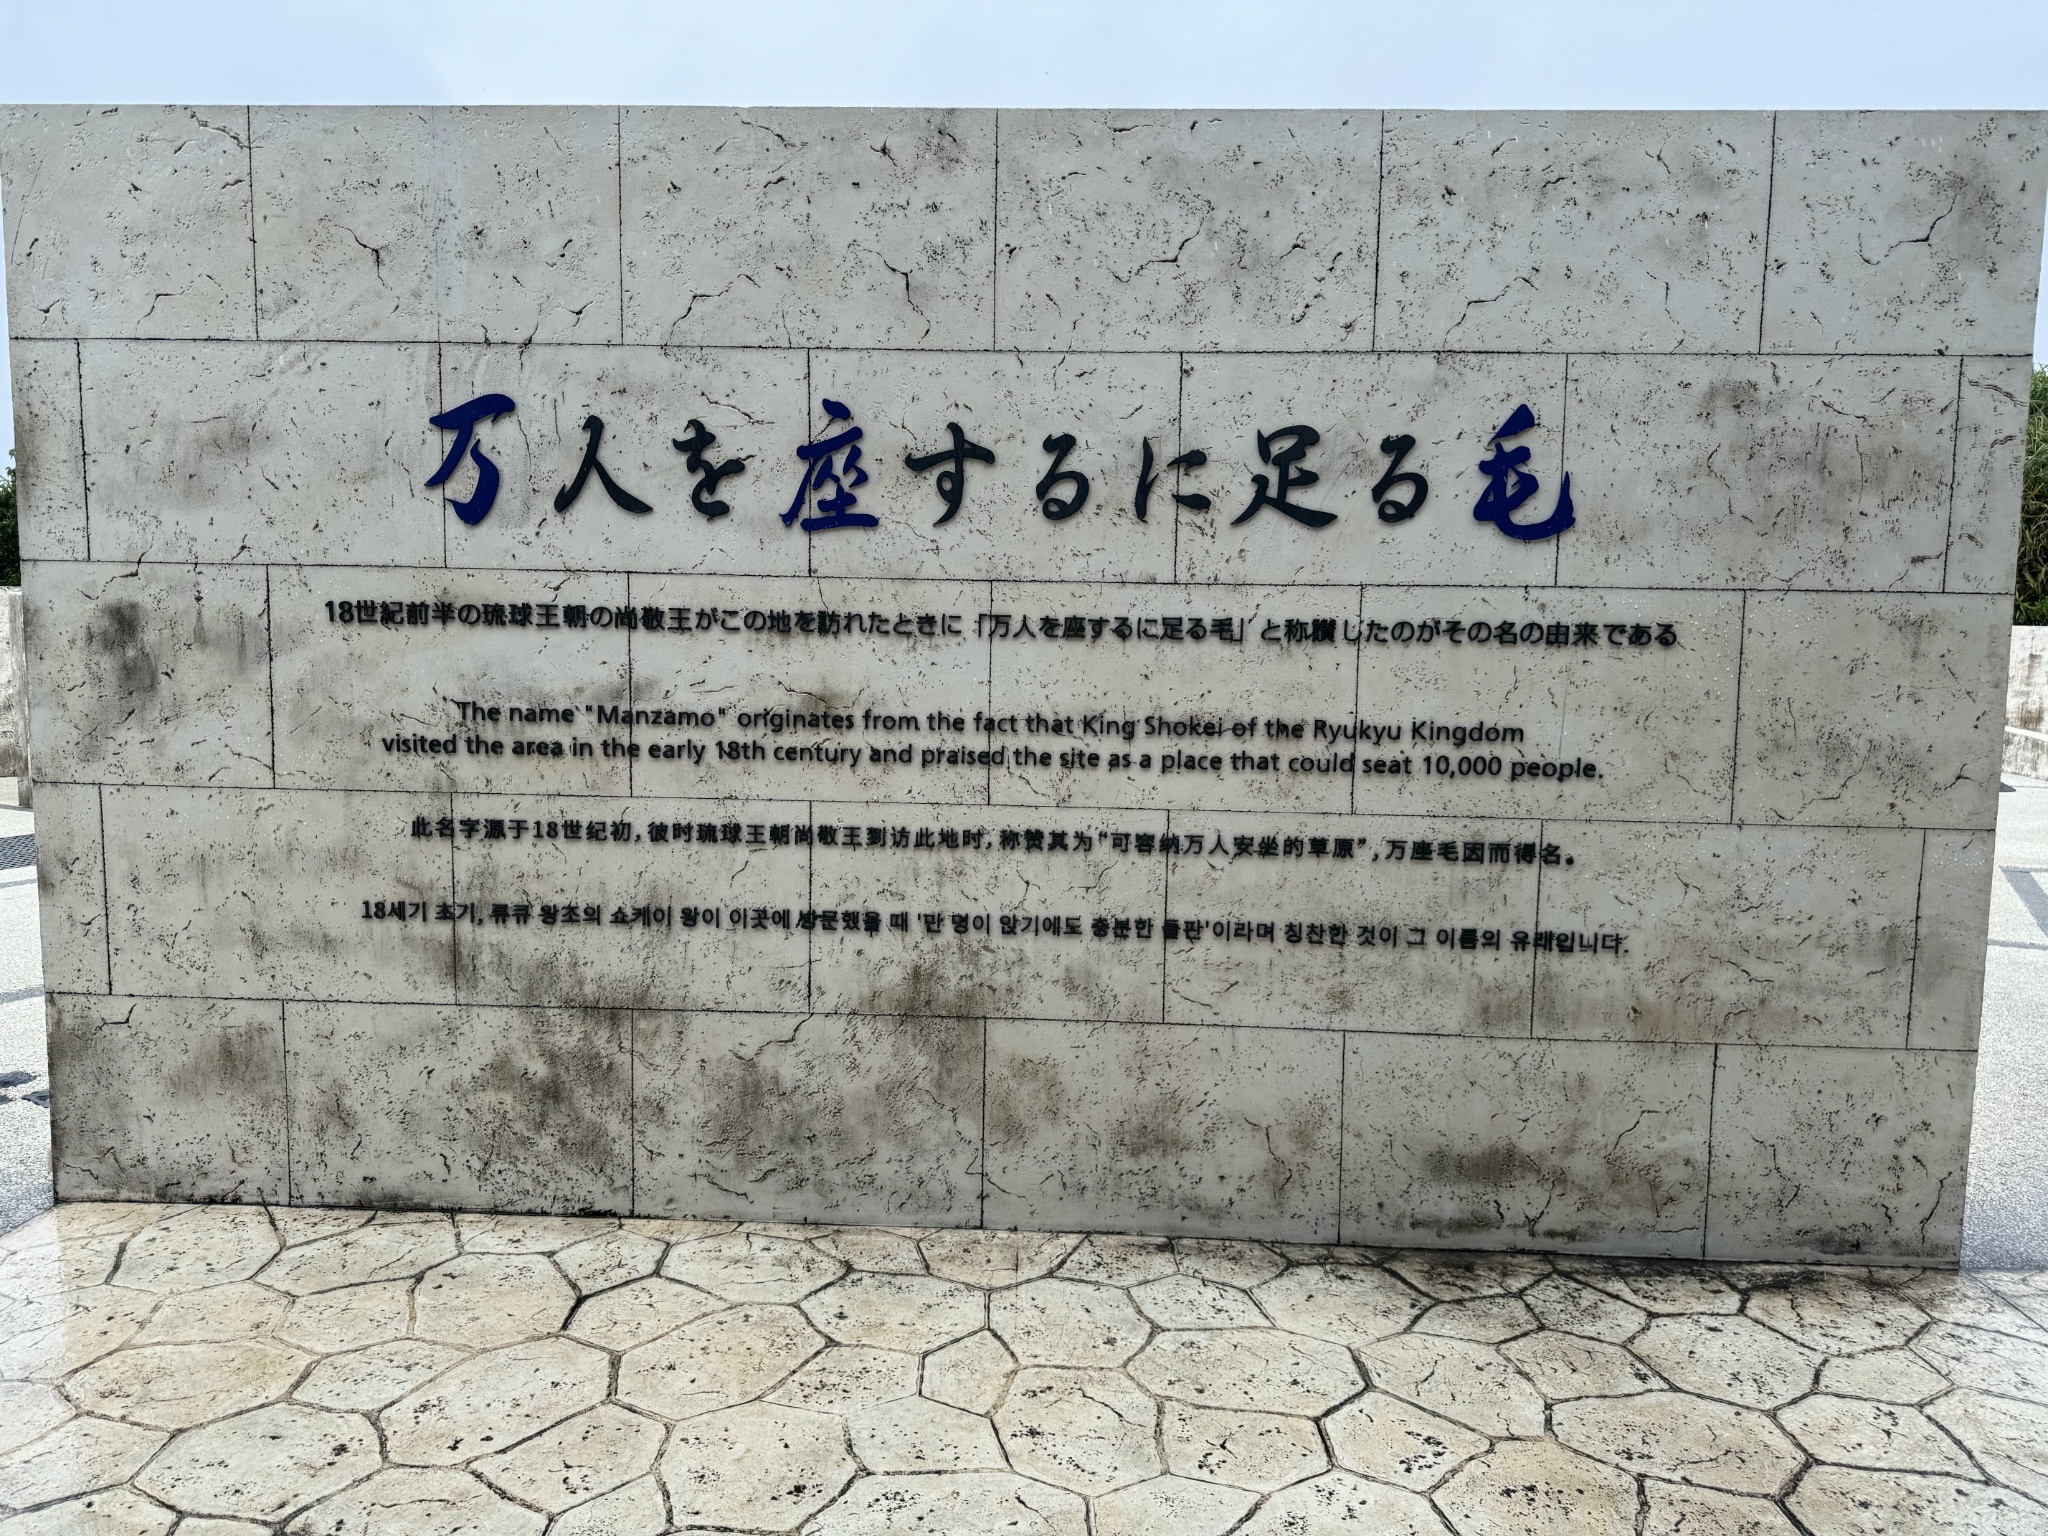 万人を座するに足る毛
18世紀前半の琉球王朝の尚敬王がこの地を訪れたときに「万人を座するに足る毛」と称讃したのがその名の由来である
The name "Manzamo" originates from the fact that King Shokei of the Ryukyu Kingdom
visited the area in the early 18th century and praised the site as a place that could seat 10,000 people.
此名字源于18世纪初,彼时琉球王朝尚敬王到访此地时,称赞其为“可容纳万人安坐的草原”,万座毛因而得名。
18세기 초기, 류큐 왕조의 쇼케이 왕이 이곳에 방문했을 때 '만 명이 앉기에도 충분한 들판'이라며 칭찬한 것이 그 이름의 유래입니다.